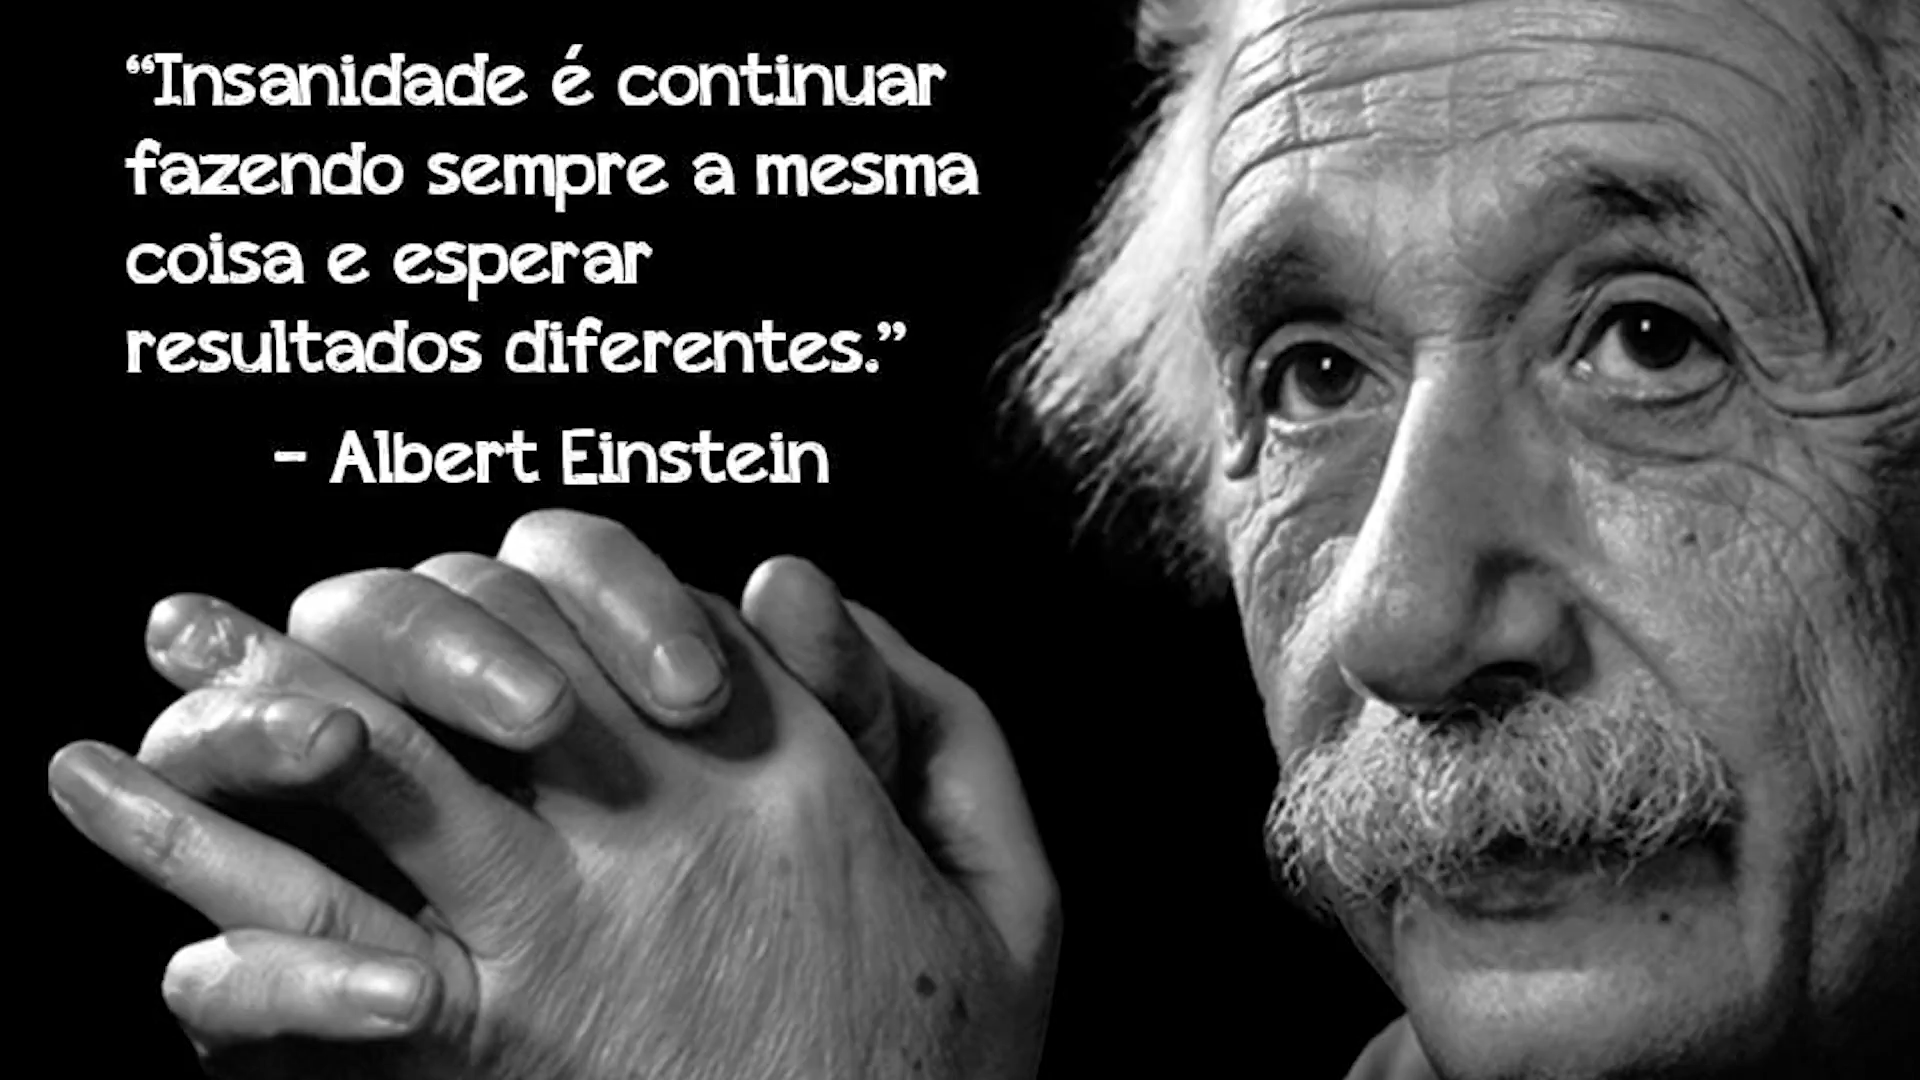 “Insanidade é continuar
fazendo sempre a mesma
coisa e esperar
resultados diferentes.”
- Albert Einstein